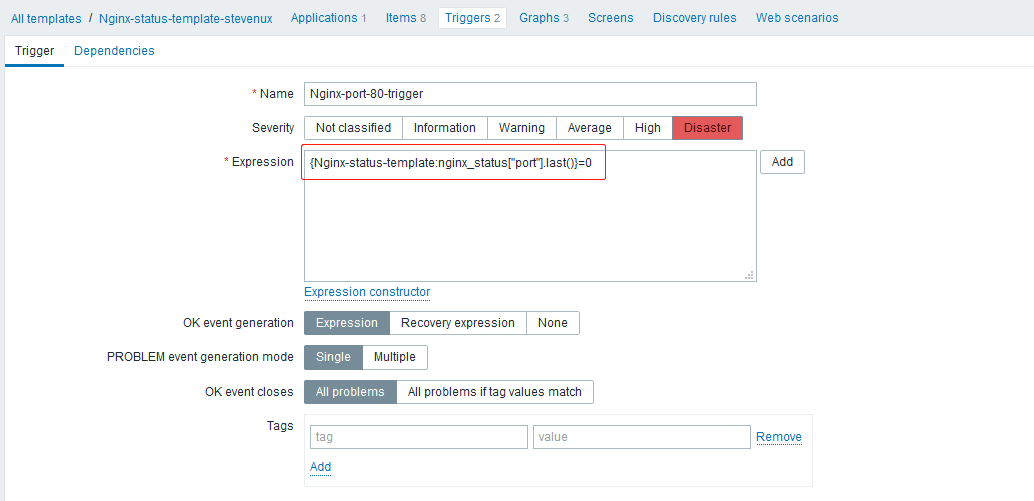 All templates / Nginx-status-template-stevenux Applications 1 Items 8 Triggers 2 Graphs 3 Screens Discovery rules Web scenarios
Trigger Dependencies
* Name Nginx-port-80-trigger
Severity Not classified Information Warning Average High Disaster
* Expression {Nginx-status-template:nginx_status["port"].last()}=0 Add
Expression constructor
OK event generation Expression Recovery expression None
PROBLEM event generation mode Single Multiple
OK event closes All problems All problems if tag values match
Tags tag value Remove
Add